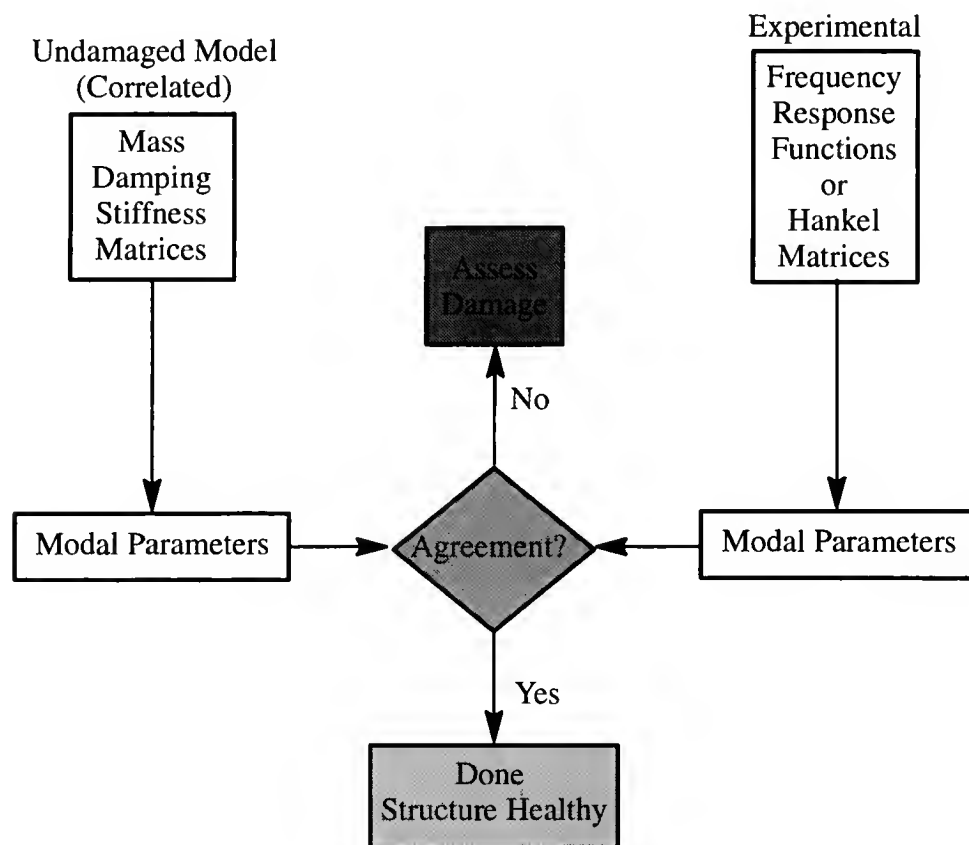 Undamaged Model
(Correlated)
Mass
Damping
Stiffness
Matrices
Experimental
Frequency
Response
Functions
or
Hankel
Matrices
Assess
Damage
No
Modal Parameters
Agreement?
Modal Parameters
Yes
Done
Structure Healthy